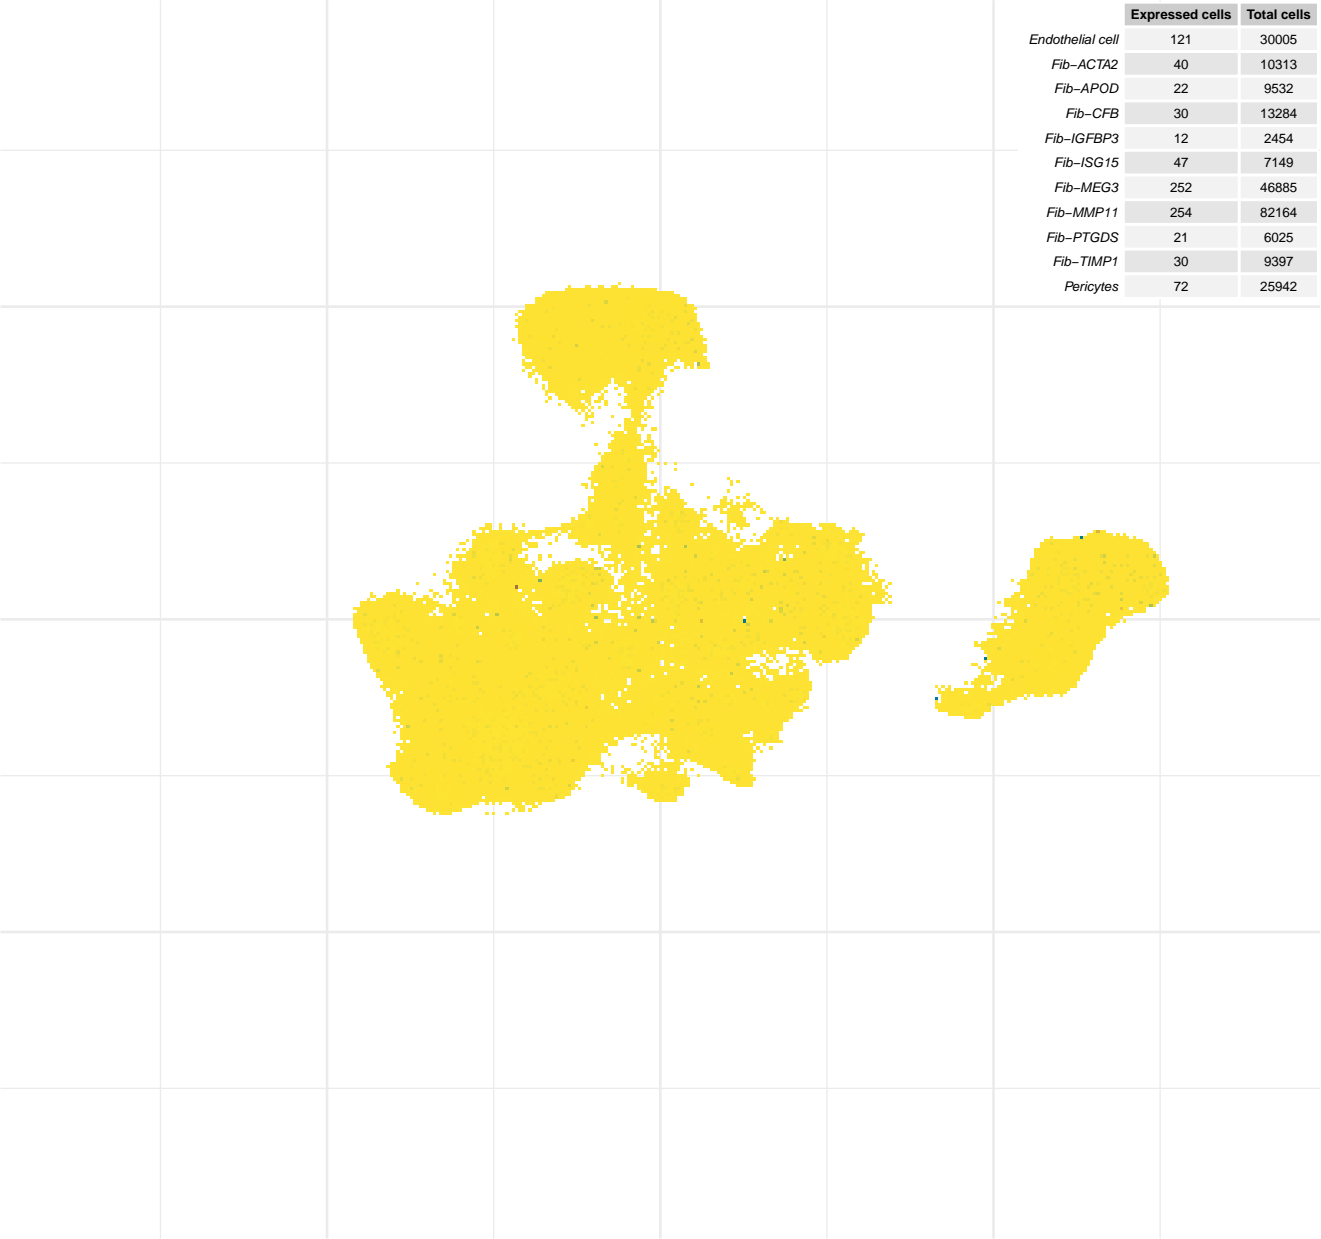 Expressed cells Total cells
Endothelial cell 121 30005
Fib−ACTA2 40 10313
Fib−APOD 22 9532
Fib−CFB 30 13284
Fib−IGFBP3 12 2454
Fib−ISG15 47 7149
Fib−MEG3 252 46885
Fib−MMP11 254 82164
Fib−PTGDS 21 6025
Fib−TIMP1 30 9397
Pericytes 72 25942